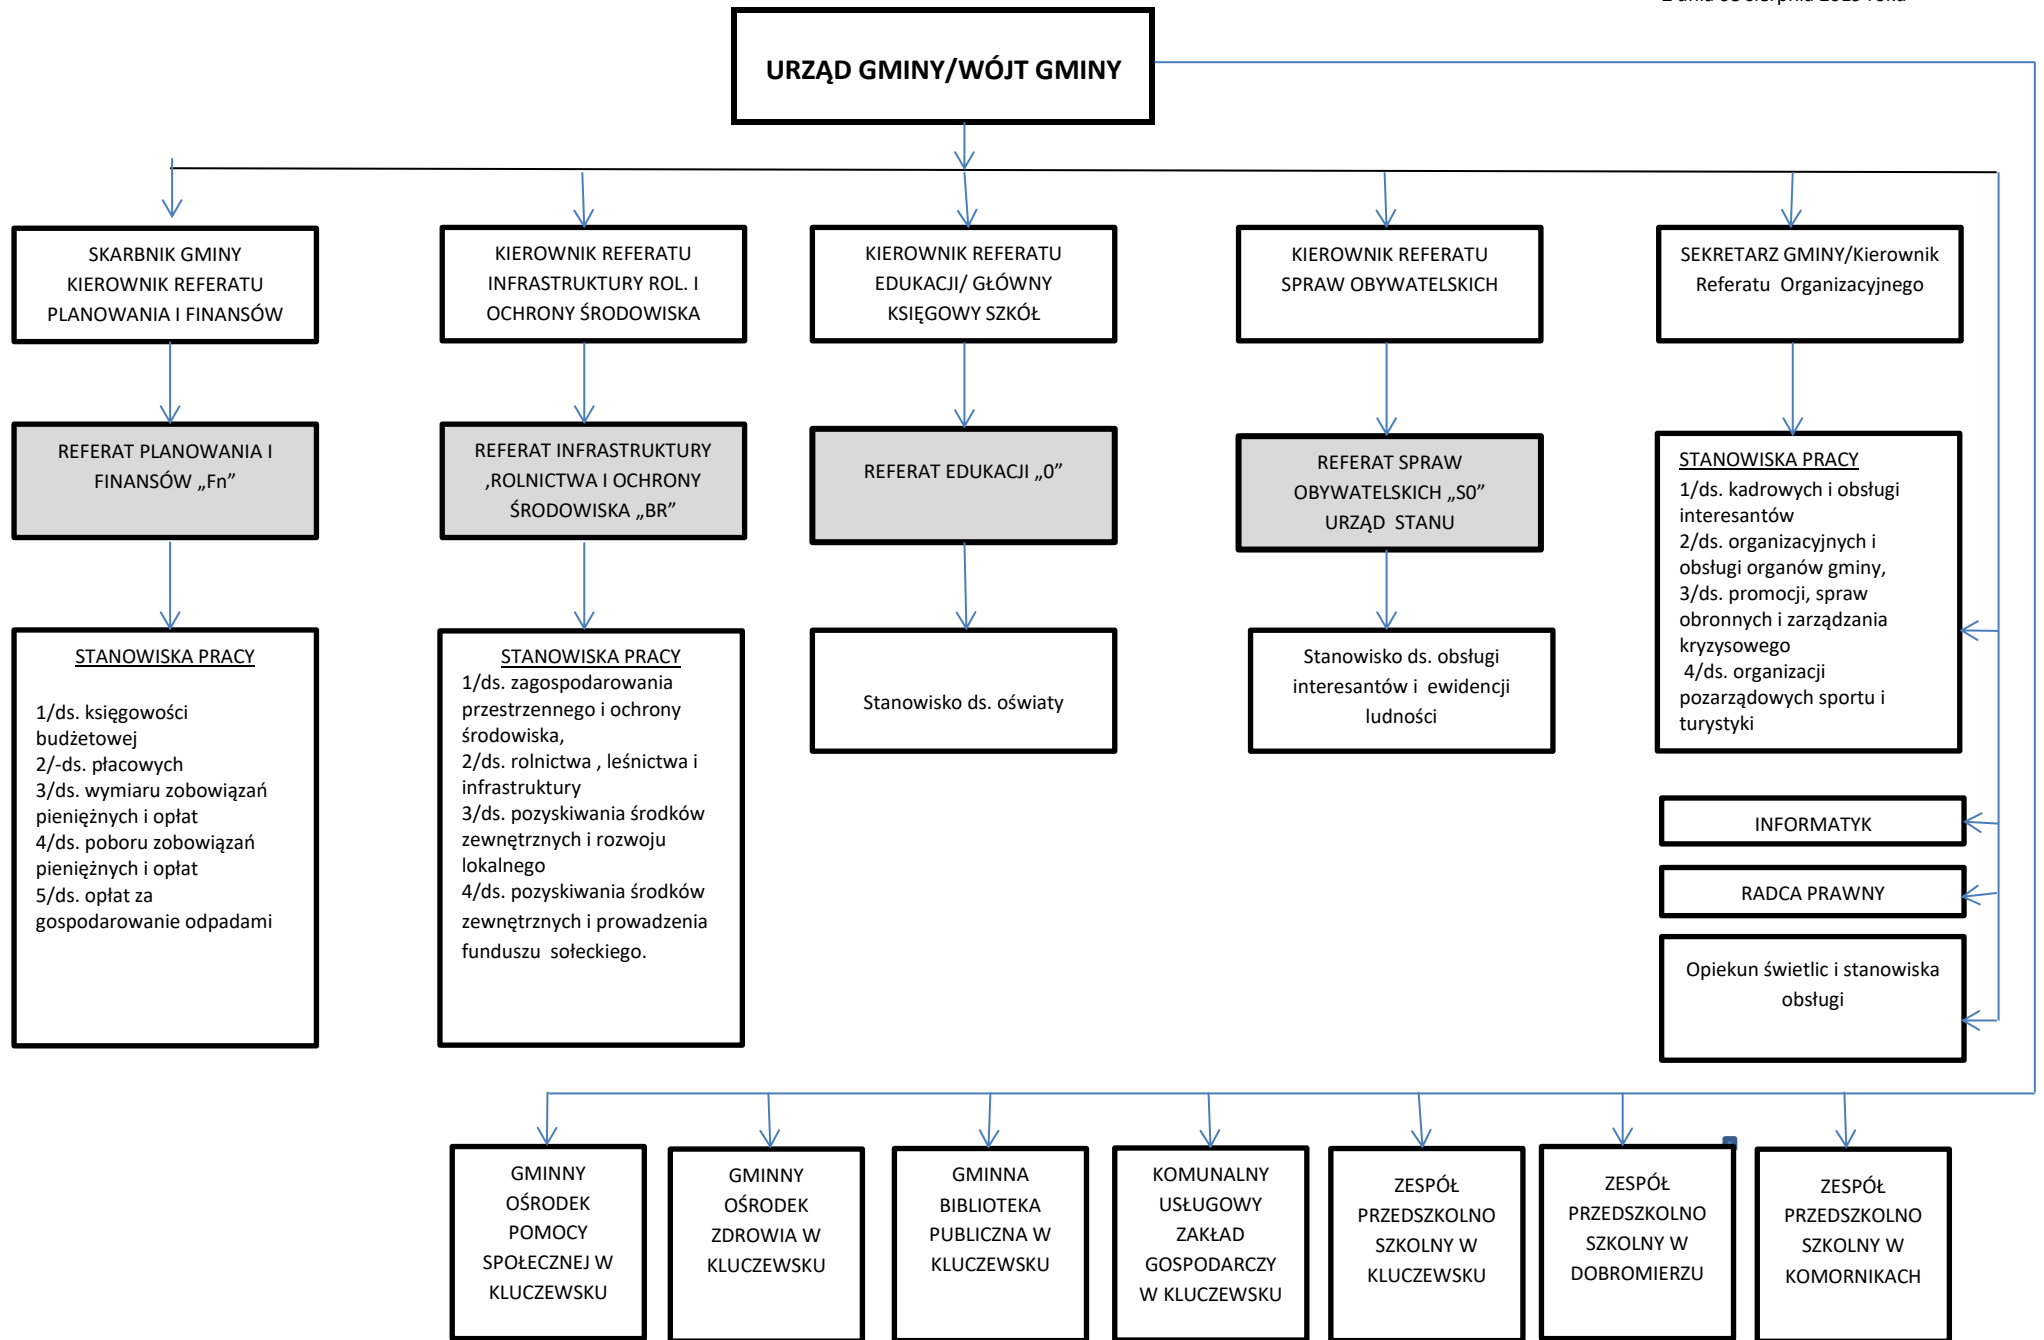 URZĄD GMINY/WÓJT GMINY
SKARBNIK GMINY
KIEROWNIK REFERATU
PLANOWANIA I FINANSÓW
KIEROWNIK REFERATU
INFRASTRUKTURY ROL. I
OCHRONY ŚRODOWISKA
KIEROWNIK REFERATU
EDUKACJI/ GŁÓWNY
KSIĘGOWY SZKÓŁ
KIEROWNIK REFERATU
SPRAW OBYWATELSKICH
SEKRETARZ GMINY/Kierownik
Referatu Organizacyjnego
REFERAT PLANOWANIA I
FINANSÓW „Fn”
REFERAT INFRASTRUKTURY
,ROLNICTWA I OCHRONY
ŚRODOWISKA „BR”
REFERAT EDUKACJI „0”
REFERAT SPRAW
OBYWATELSKICH „S0”
URZĄD STANU
STANOWISKA PRACY
1/ds. kadrowych i obsługi
interesantów
2/ds. organizacyjnych i
obsługi organów gminy,
3/ds. promocji, spraw
obronnych i zarządzania
kryzysowego
4/ds. organizacji
pozarządowych sportu i
turystyki
STANOWISKA PRACY
1/ds. księgowości
budżetowej
2/-ds. płacowych
3/ds. wymiaru zobowiązań
pieniężnych i opłat
4/ds. poboru zobowiązań
pieniężnych i opłat
5/ds. opłat za
gospodarowanie odpadami
STANOWISKA PRACY
1/ds. zagospodarowania
przestrzennego i ochrony
środowiska,
2/ds. rolnictwa , leśnictwa i
infrastruktury
3/ds. pozyskiwania środków
zewnętrznych i rozwoju
lokalnego
4/ds. pozyskiwania środków
zewnętrznych i prowadzenia
funduszu sołeckiego.
Stanowisko ds. oświaty
Stanowisko ds. obsługi
interesantów i ewidencji
ludności
INFORMATYK
RADCA PRAWNY
Opiekun świetlic i stanowiska
obsługi
GMINNY
OŚRODEK
POMOCY
SPOŁECZNEJ W
KLUCZEWSKU
GMINNY
OŚRODEK
ZDROWIA W
KLUCZEWSKU
GMINNA
BIBLIOTEKA
PUBLICZNA W
KLUCZEWSKU
KOMUNALNY
USŁUGOWY
ZAKŁAD
GOSPODARCZY
W KLUCZEWSKU
ZESPÓŁ
PRZEDSZKOLNO
SZKOLNY W
KLUCZEWSKU
ZESPÓŁ
PRZEDSZKOLNO
SZKOLNY W
DOBROMIERZU
ZESPÓŁ
PRZEDSZKOLNO
SZKOLNY W
KOMORNIKACH